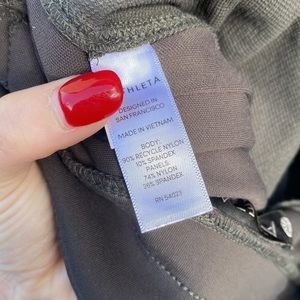 THLETA
DESIGNED IN
SAN FRANCISCO
MADE IN VIETNAM
BODY
90% RECYCLE NYLON
10% SPANDEX
PANELS:
74% NYLON
26% SPANDEX
RN 54023